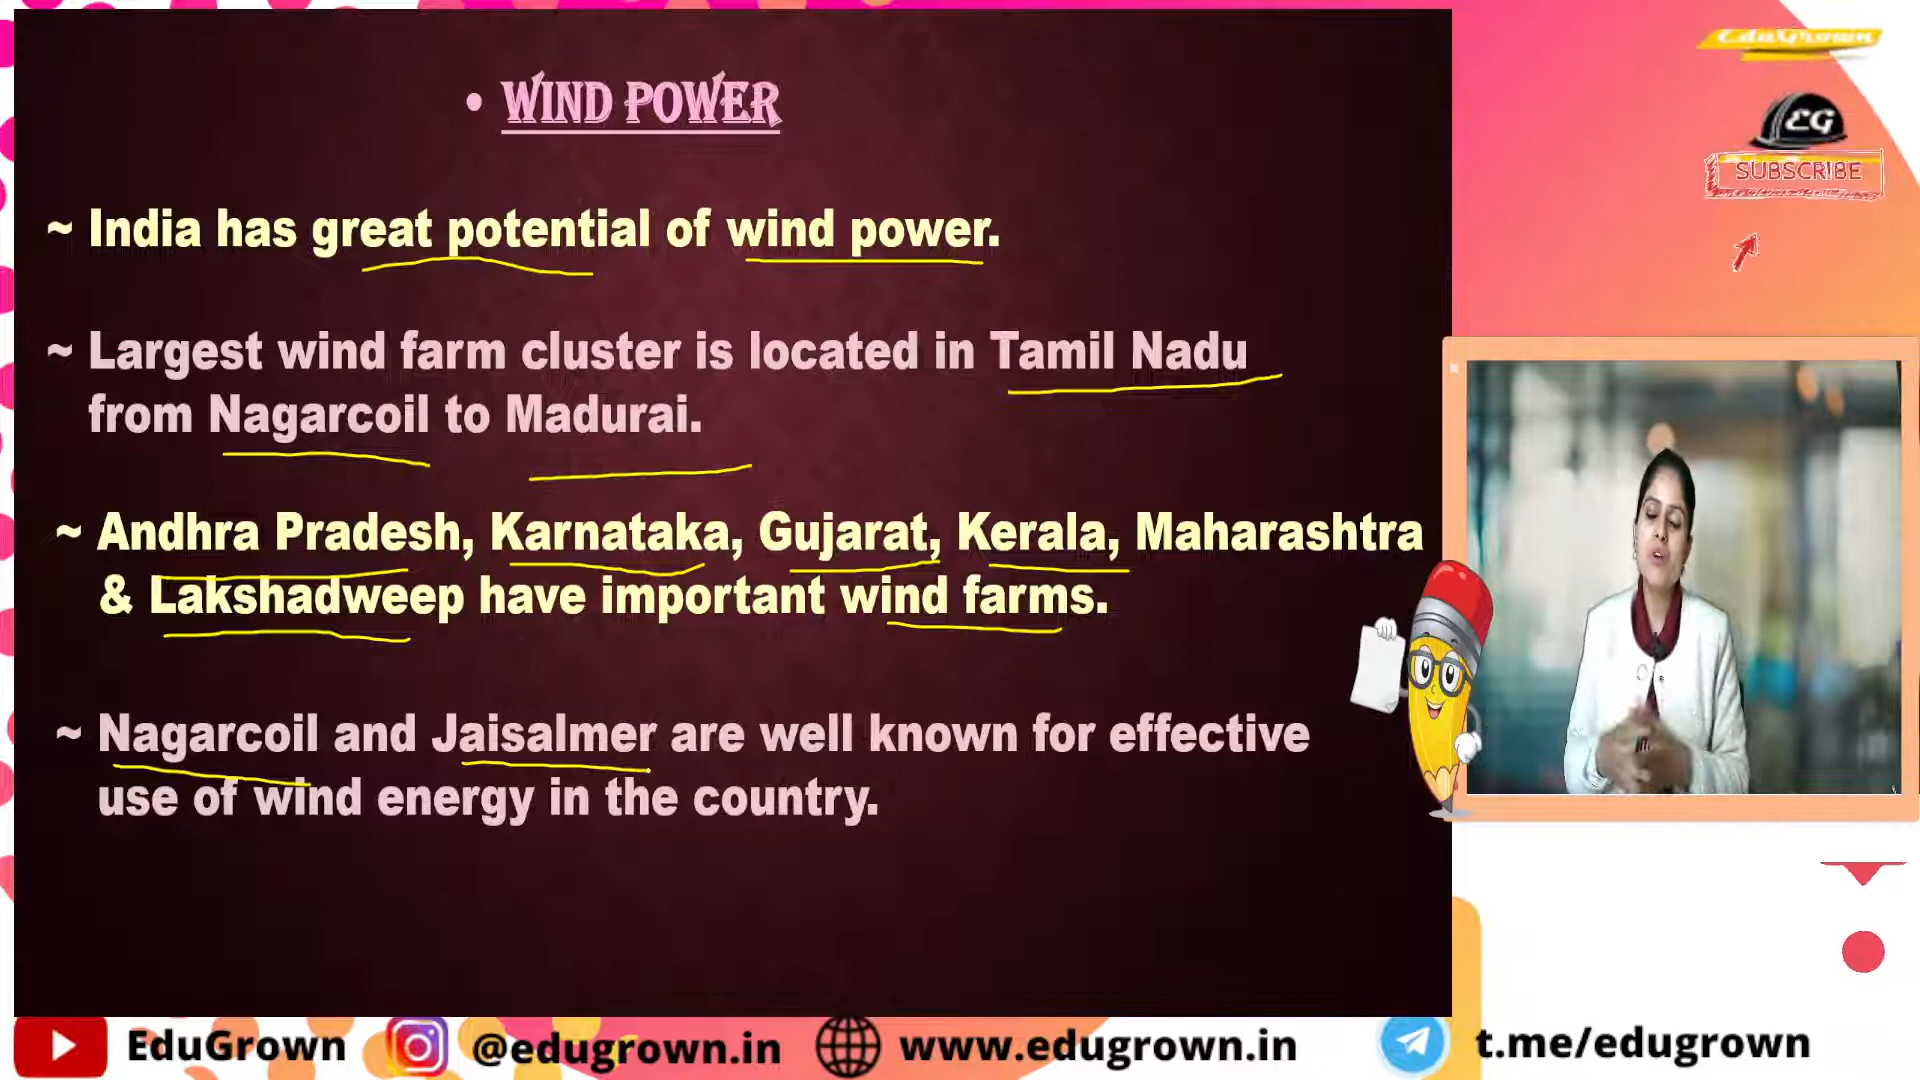 • WIND POWER
~ India has great potential of wind power.
~ Largest wind farm cluster is located in Tamil Nadu
from Nagarcoil to Madurai.
~ Andhra Pradesh, Karnataka, Gujarat, Kerala, Maharashtra
& Lakshadweep have important wind farms.
~ Nagarcoil and Jaisalmer are well known for effective
use of wind energy in the country.
EduGrown
EG
SUBSCRIBE
EduGrown
@edugrown.in
www.edugrown.in
t.me/edugrown